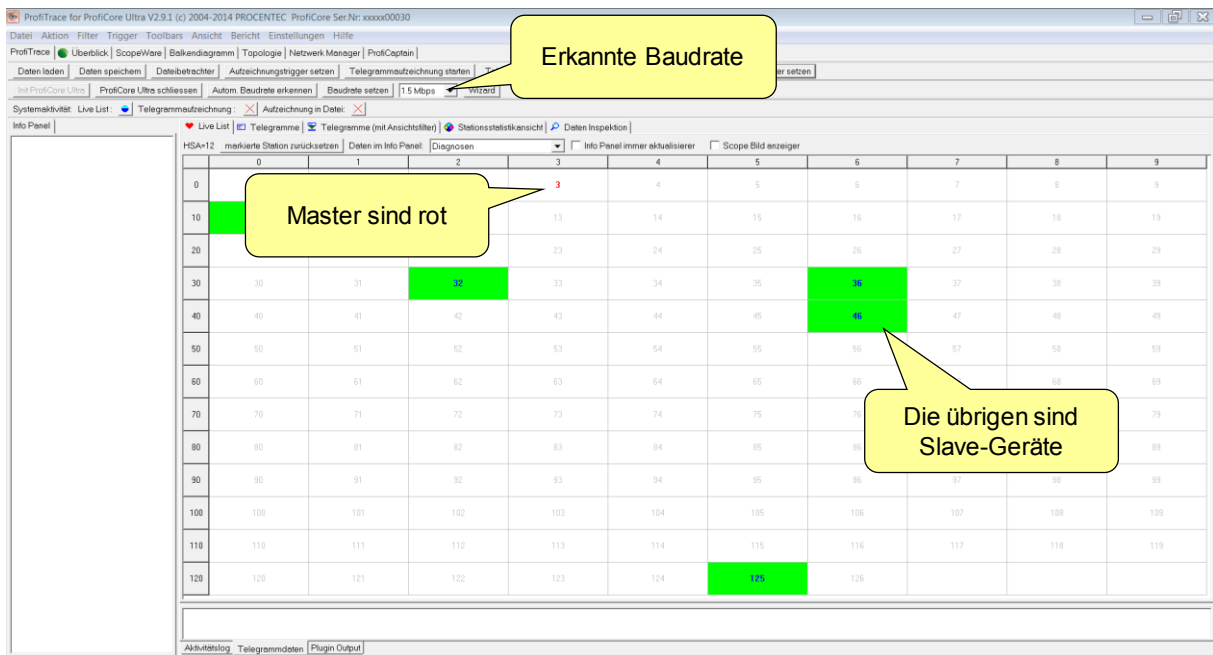 ProfiTrace for ProfiCore Ultra V2.9.1 (c) 2004-2014 PROCENTEC ProfiCore Ser.Nr: xxxxx00030
Datei Aktion Filter Trigger Toolbars Ansicht Bericht Einstellungen Hilfe
ProfiTrace Überblick ScopeWare Balkendiagramm Topologie Netzwerk Manager ProfiCaptain
Erkannte Baudrate
Daten laden Daten speichern Dateibetrachter Aufzeichnungstrigger setzen Telegrammaufzeichnung starten setzen
Init ProfiCore Ultra ProfiCore Ultra schliessen Autom. Baudrate erkennen Baudrate setzen 1.5 Mbps Wizard
Systemaktivität: Live List: Telegrammaufzeichnung: Aufzeichnung in Datei:
Info Panel Live List Telegramme Telegramme (mit Ansichtsfilter) Stationsstatistikansicht Daten Inspektion
HSA=12 markierte Station zurücksetzen Daten im Info Panel: Diagnosen Info Panel immer aktualisierer Scope Bild anzeiger
0 1 2 3 4 5 6 7 8 9
0 3 4 5 6 7 8 9
Master sind rot
10 13 14 15 16 17 18 19
20 23 24 25 26 27 28 29
30 30 31 32 33 34 35 36 37 38 39
40 40 41 42 43 44 45 46 47 48 49
50 50 51 52 53 54 55 56 57 58 59
60 60 61 62 63 64 65 66 68 69
70 70 71 72 73 74 75 76 79
Die übrigen sind
Slave-Geräte
80 80 81 82 83 84 85 89
90 90 91 92 93 94 95 96 97 98 99
100 100 101 102 103 104 105 106 107 108 109
110 110 111 112 113 114 115 116 117 118 119
120 120 121 122 123 124 125 126
Aktivitätslog Telegrammdaten Plugin Output